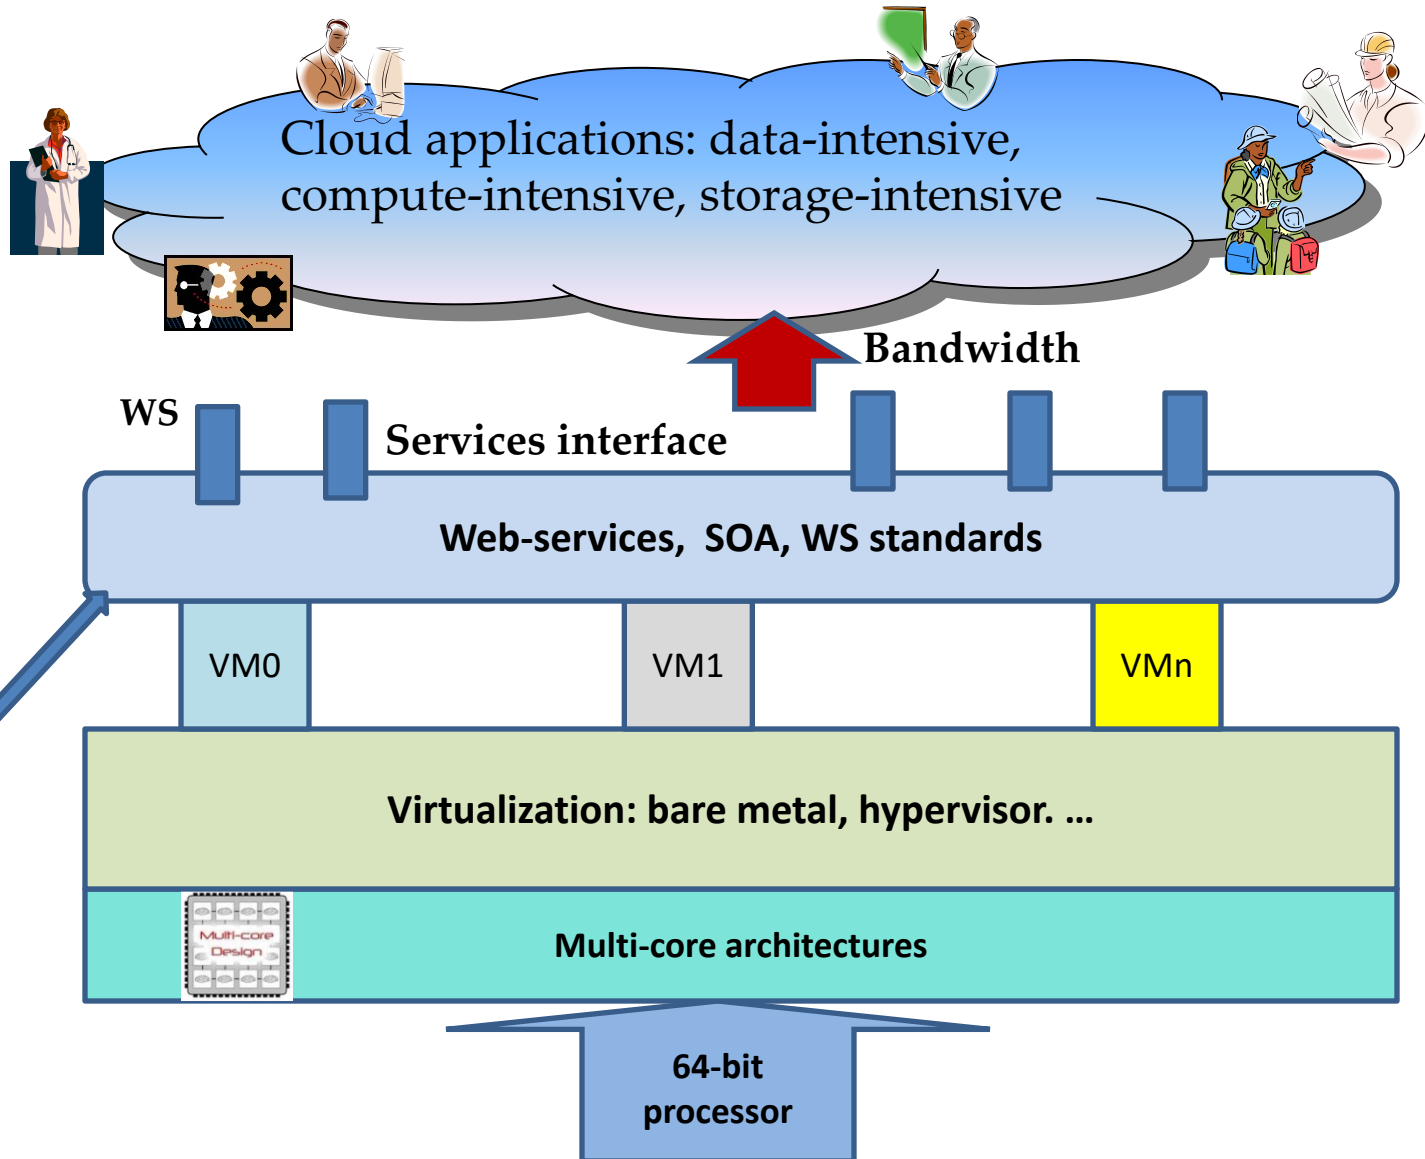 Cloud applications: data-intensive,
compute-intensive, storage-intensive
Bandwidth
WS
Services interface
Web-services, SOA, WS standards
VM0
VM1
VMn
Virtualization: bare metal, hypervisor. …
Multi-core
Design
Multi-core architectures
64-bit
processor